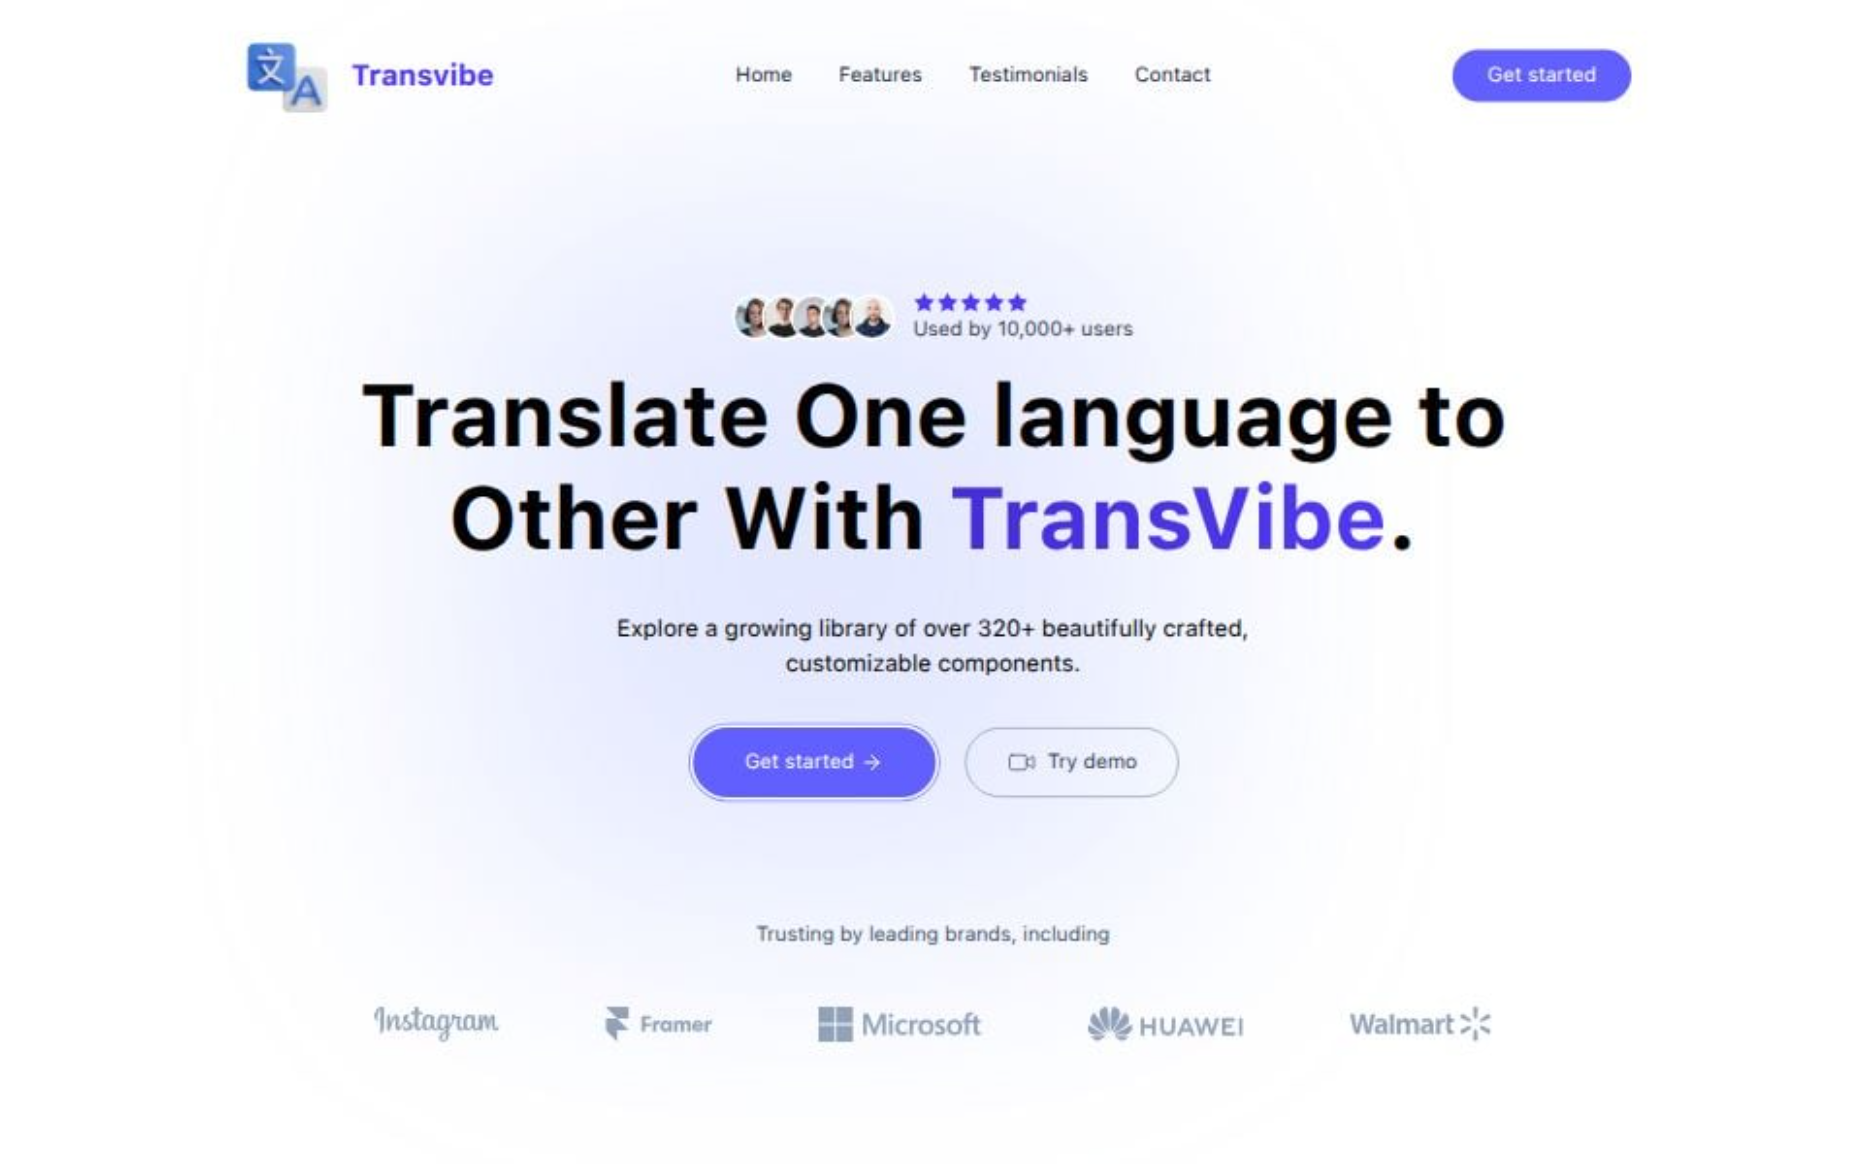 文
A
Transvibe
Home
Features
Testimonials
Contact
Get started
Used by 10,000+ users
Translate One language to
Other With TransVibe.
Explore a growing library of over 320+ beautifully crafted,
customizable components.
Get started →
Try demo
Trusting by leading brands, including
Instagram
Framer
Microsoft
HUAWEI
Walmart